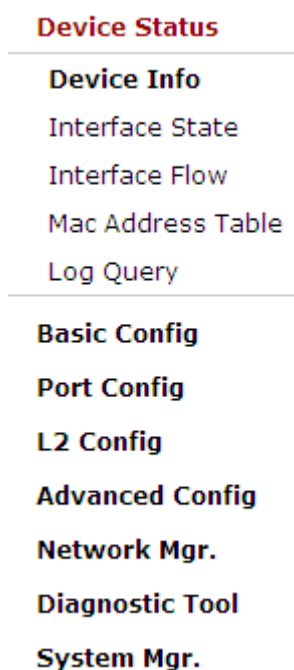 Device Status
Device Info
Interface State
Interface Flow
Mac Address Table
Log Query
Basic Config
Port Config
L2 Config
Advanced Config
Network Mgr.
Diagnostic Tool
System Mgr.